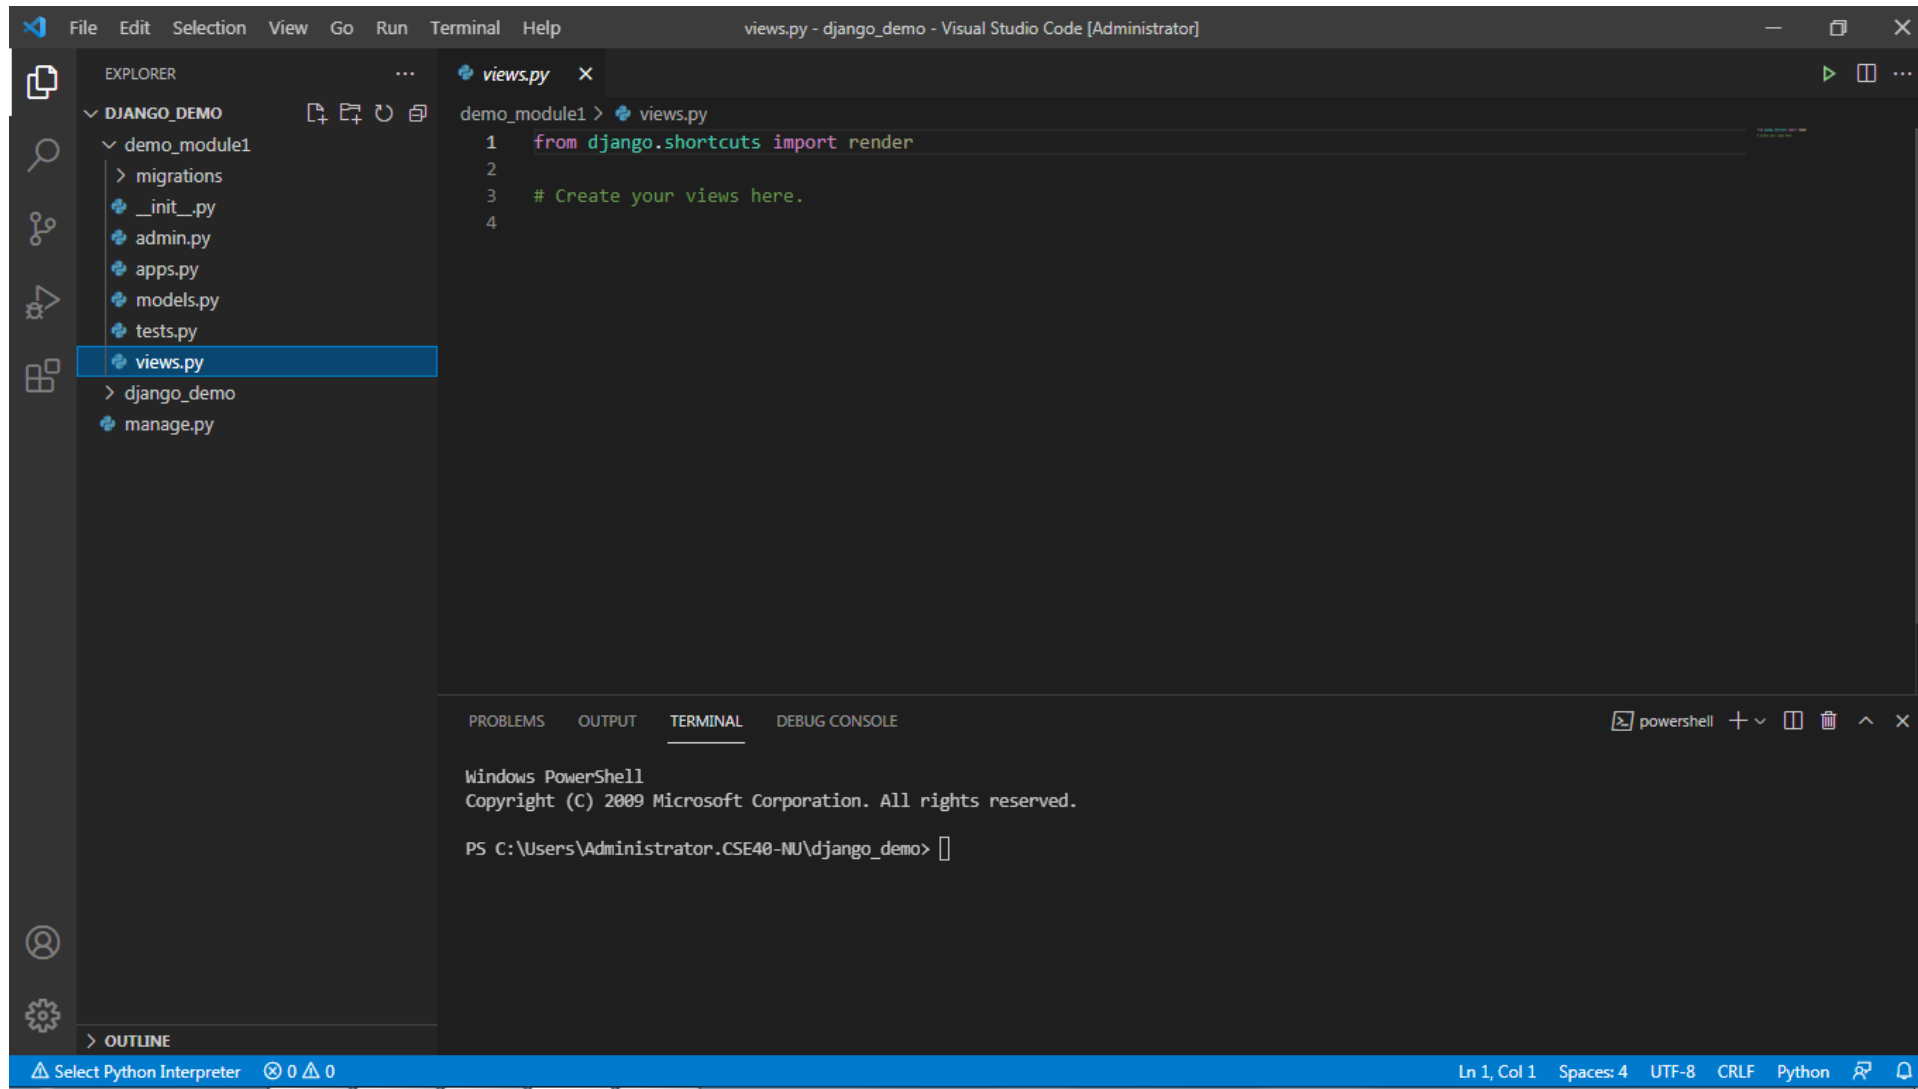 File Edit Selection View Go Run Terminal Help
views.py - django_demo - Visual Studio Code [Administrator]
EXPLORER
DJANGO_DEMO
demo_module1
migrations
__init__.py
admin.py
apps.py
models.py
tests.py
views.py
django_demo
manage.py
OUTLINE
views.py
demo_module1 > views.py
1 from django.shortcuts import render
2
3 # Create your views here.
4
PROBLEMS OUTPUT TERMINAL DEBUG CONSOLE
powershell
Windows PowerShell
Copyright (C) 2009 Microsoft Corporation. All rights reserved.
PS C:\Users\Administrator.CSE40-NU\django_demo>
Select Python Interpreter 0 0
Ln 1, Col 1 Spaces: 4 UTF-8 CRLF Python